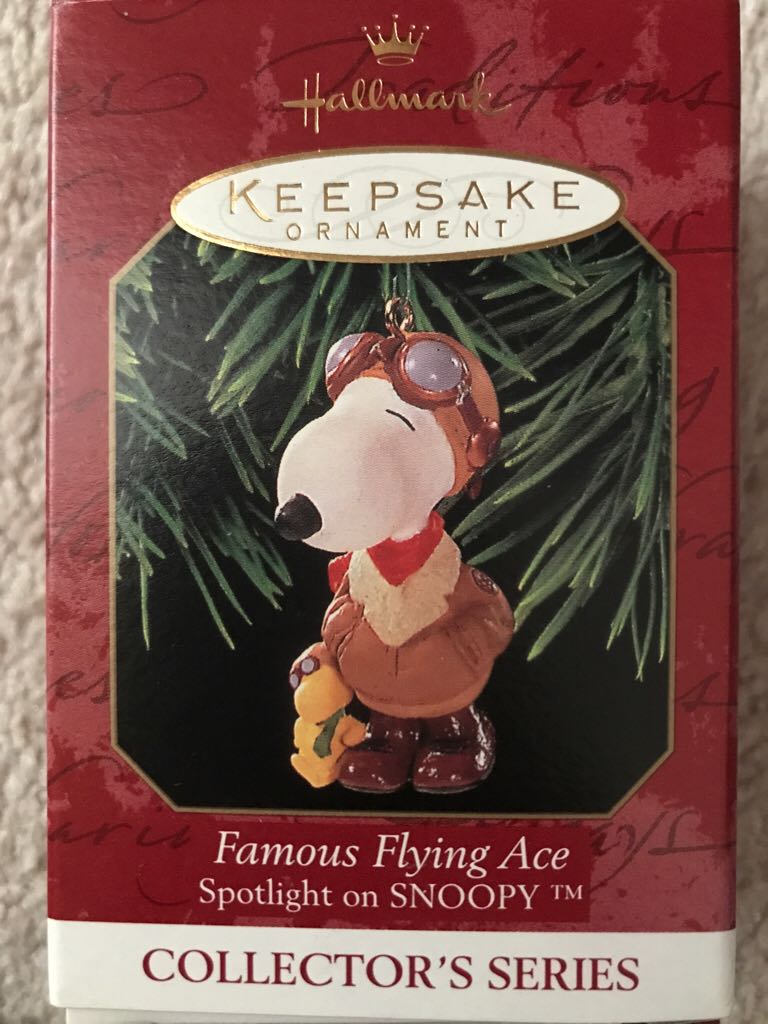 Hallmark
KEEPSAKE
ORNAMENT
Famous Flying Ace
Spotlight on SNOOPY ™
COLLECTOR'S SERIES